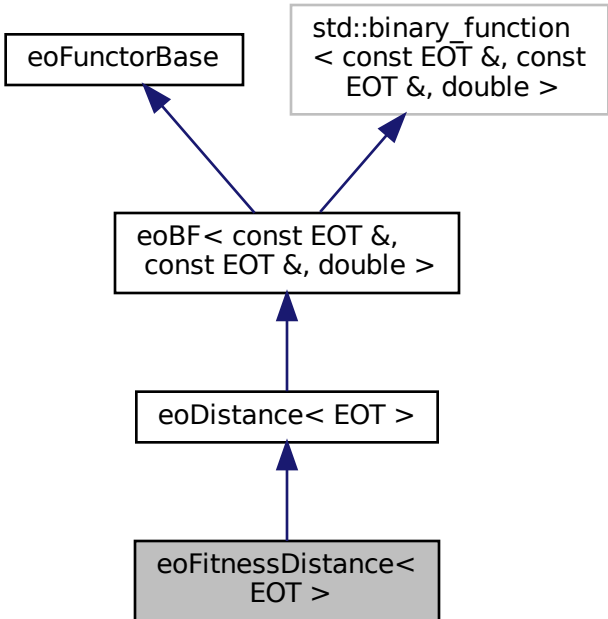 eoFunctorBase
std::binary_function
< const EOT &, const
EOT &, double >
eoBF< const EOT &,
const EOT &, double >
eoDistance< EOT >
eoFitnessDistance<
EOT >